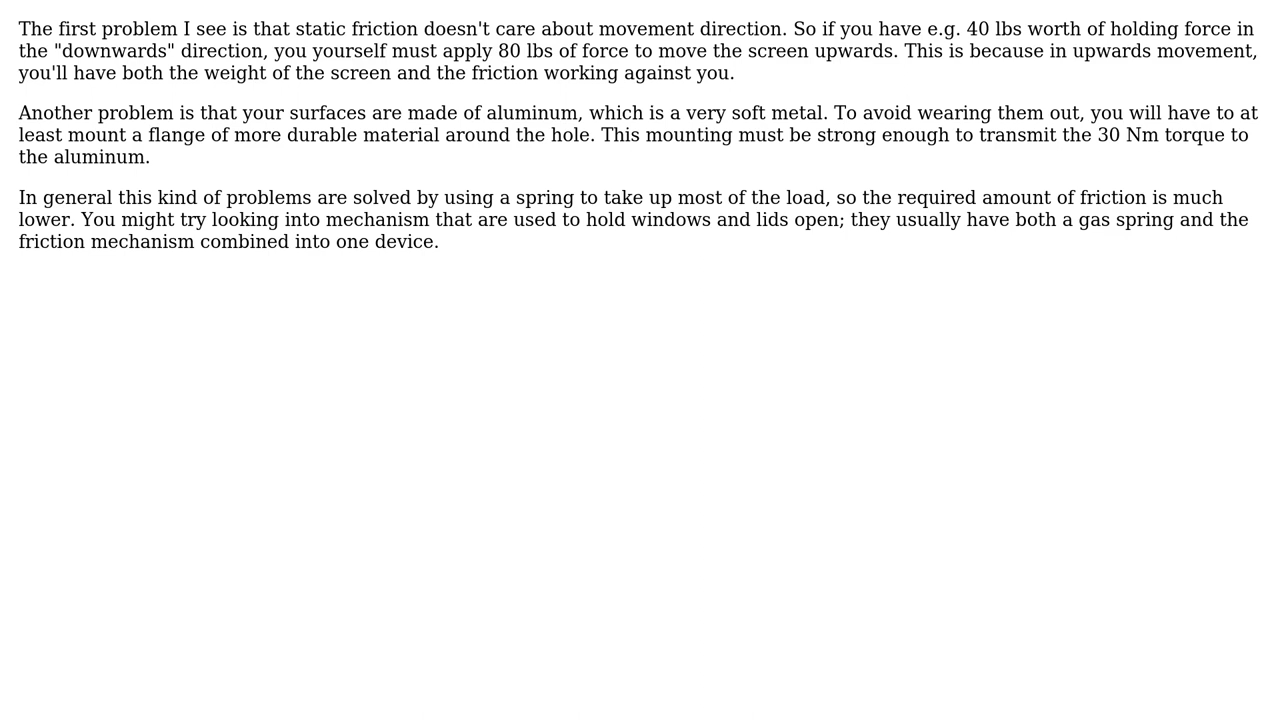 The first problem I see is that static friction doesn't care about movement direction. So if you have e.g. 40 lbs worth of holding force in
the "downwards" direction, you yourself must apply 80 lbs of force to move the screen upwards. This is because in upwards movement,
you'll have both the weight of the screen and the friction working against you.
Another problem is that your surfaces are made of aluminum, which is a very soft metal. To avoid wearing them out, you will have to at
least mount a flange of more durable material around the hole. This mounting must be strong enough to transmit the 30 Nm torque to
the aluminum.
In general this kind of problems are solved by using a spring to take up most of the load, so the required amount of friction is much
lower. You might try looking into mechanism that are used to hold windows and lids open; they usually have both a gas spring and the
friction mechanism combined into one device.